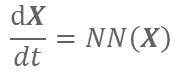 d𝑿/𝑑𝑡 = 𝑁𝑁(𝑿)